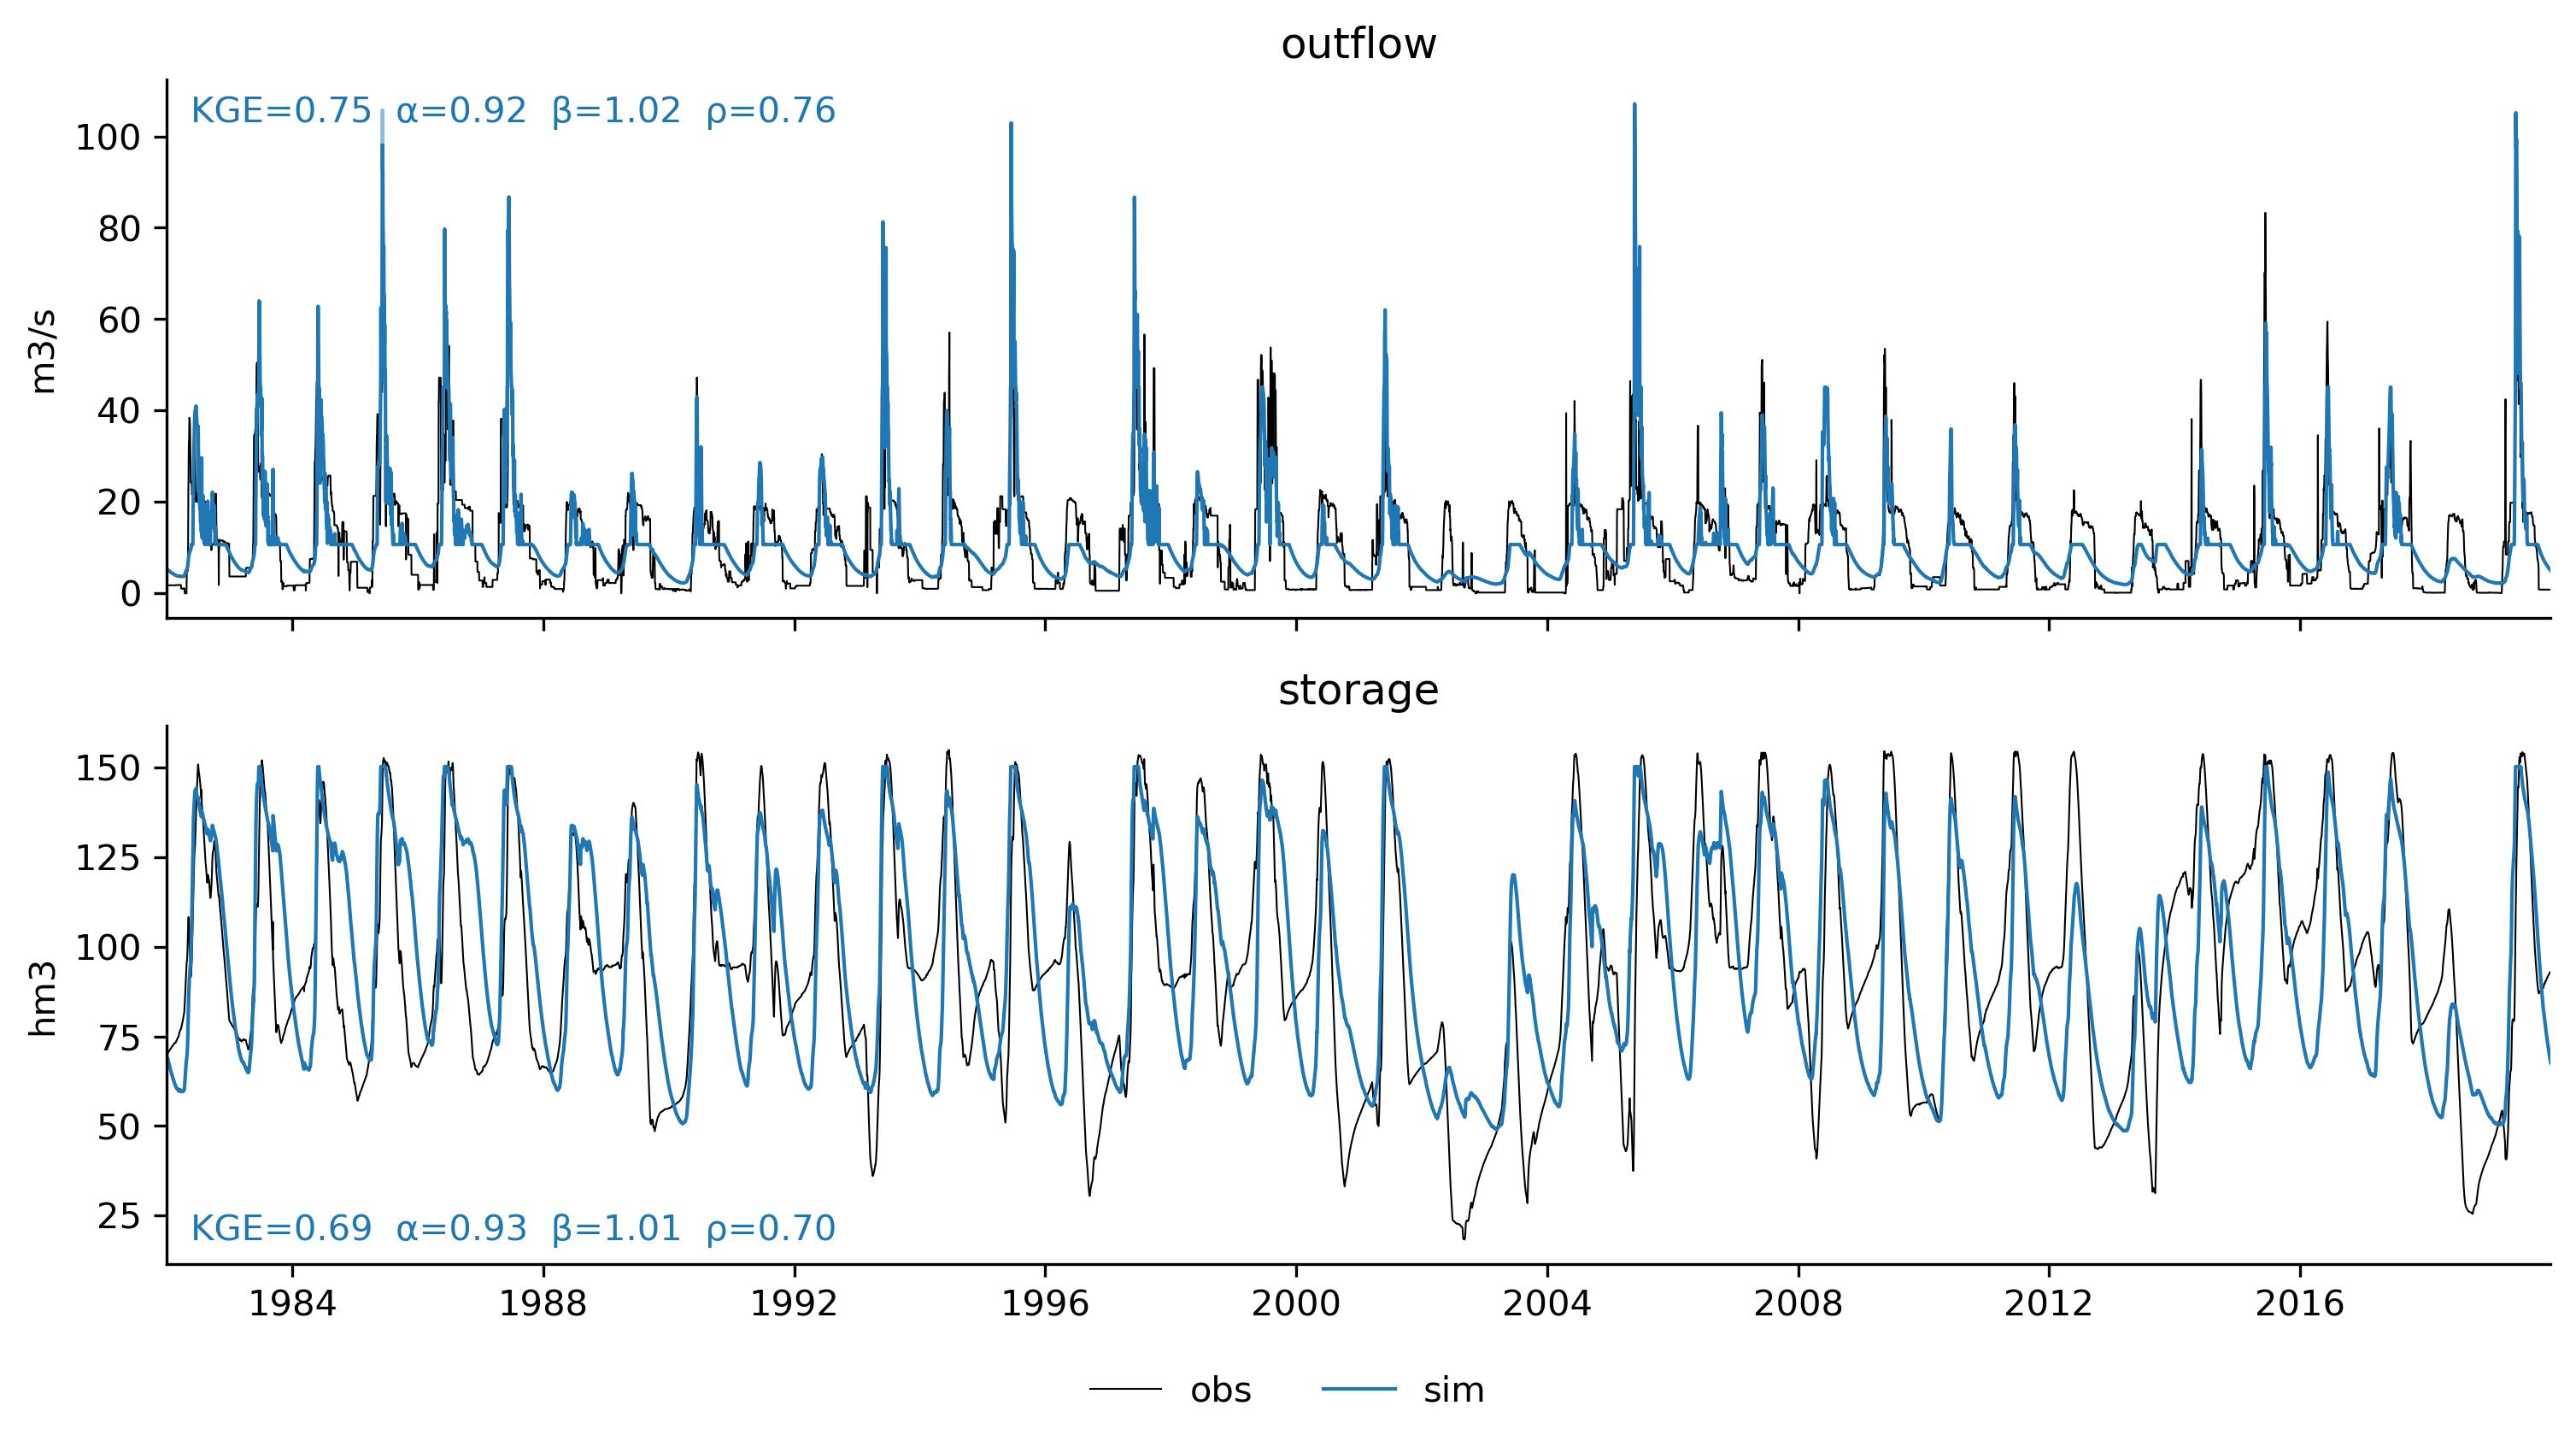 outflow
KGE=0.75 α=0.92 β=1.02 ρ=0.76
100
80
60
40
20
0
m3/s
storage
150
125
100
75
50
25
hm3
KGE=0.69 α=0.93 β=1.01 ρ=0.70
1984 1988 1992 1996 2000 2004 2008 2012 2016
obs sim